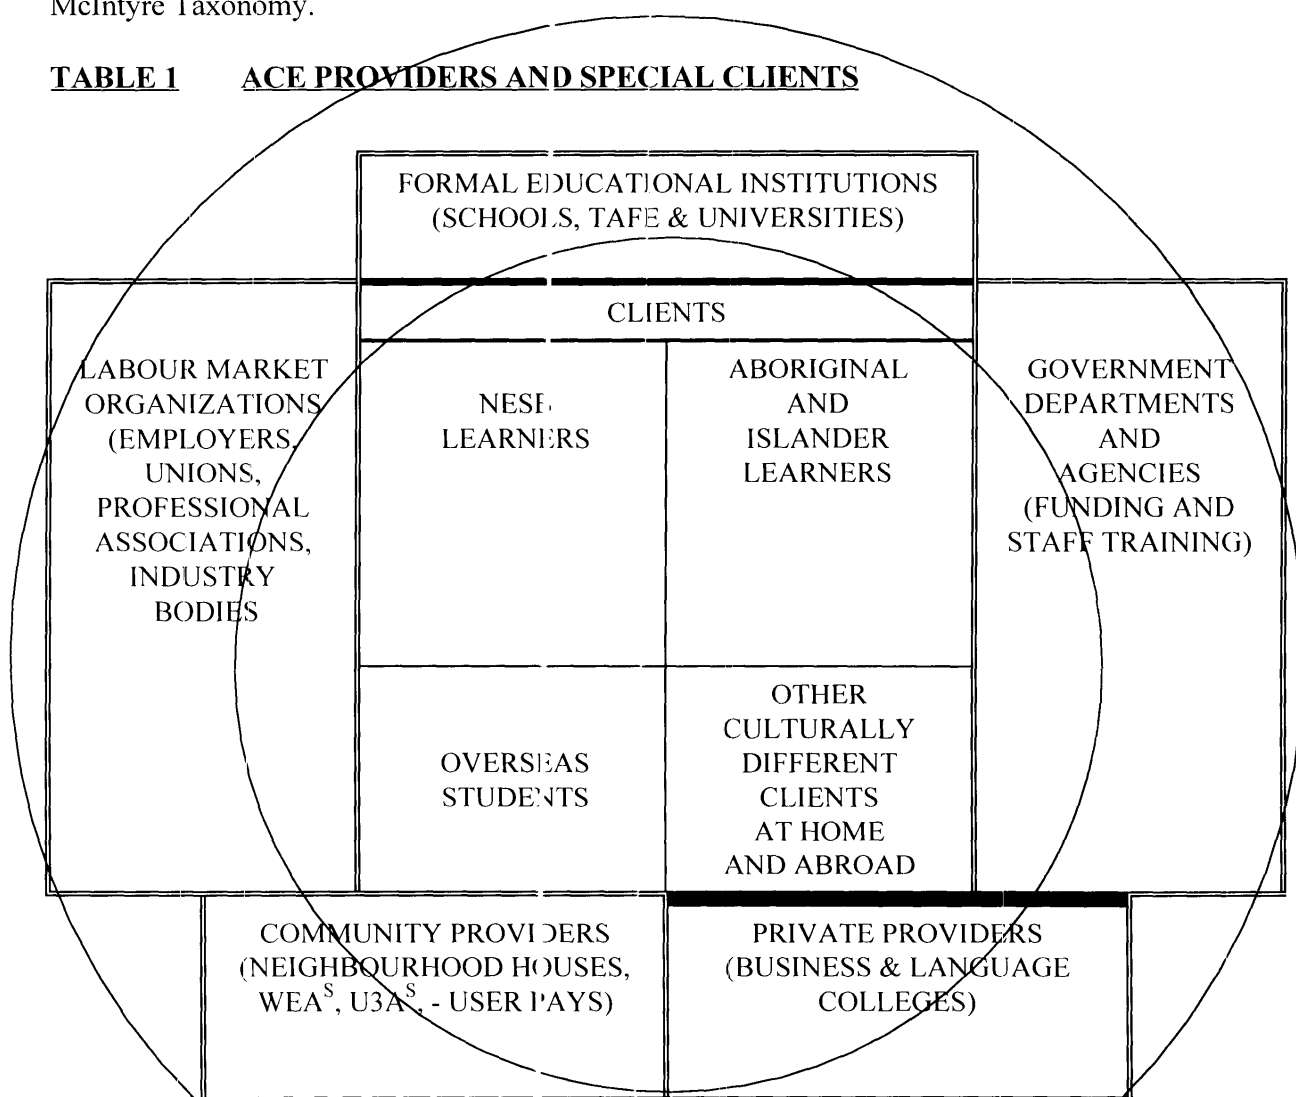 McIntyre Taxonomy.
TABLE 1 ACE PROVIDERS AND SPECIAL CLIENTS
FORMAL EDUCATIONAL INSTITUTIONS
(SCHOOLS, TAFE & UNIVERSITIES)
CLIENTS
LABOUR MARKET
ORGANIZATIONS
(EMPLOYERS,
UNIONS,
PROFESSIONAL
ASSOCIATIONS,
INDUSTRY
BODIES
NESB
LEARNERS
ABORIGINAL
AND
ISLANDER
LEARNERS
GOVERNMENT
DEPARTMENTS
AND
AGENCIES
(FUNDING AND
STAFF TRAINING)
OVERSEAS
STUDENTS
OTHER
CULTURALLY
DIFFERENT
CLIENTS
AT HOME
AND ABROAD
COMMUNITY PROVIDERS
(NEIGHBOURHOOD HOUSES,
WEAS, U3AS, - USER PAYS)
PRIVATE PROVIDERS
(BUSINESS & LANGUAGE
COLLEGES)